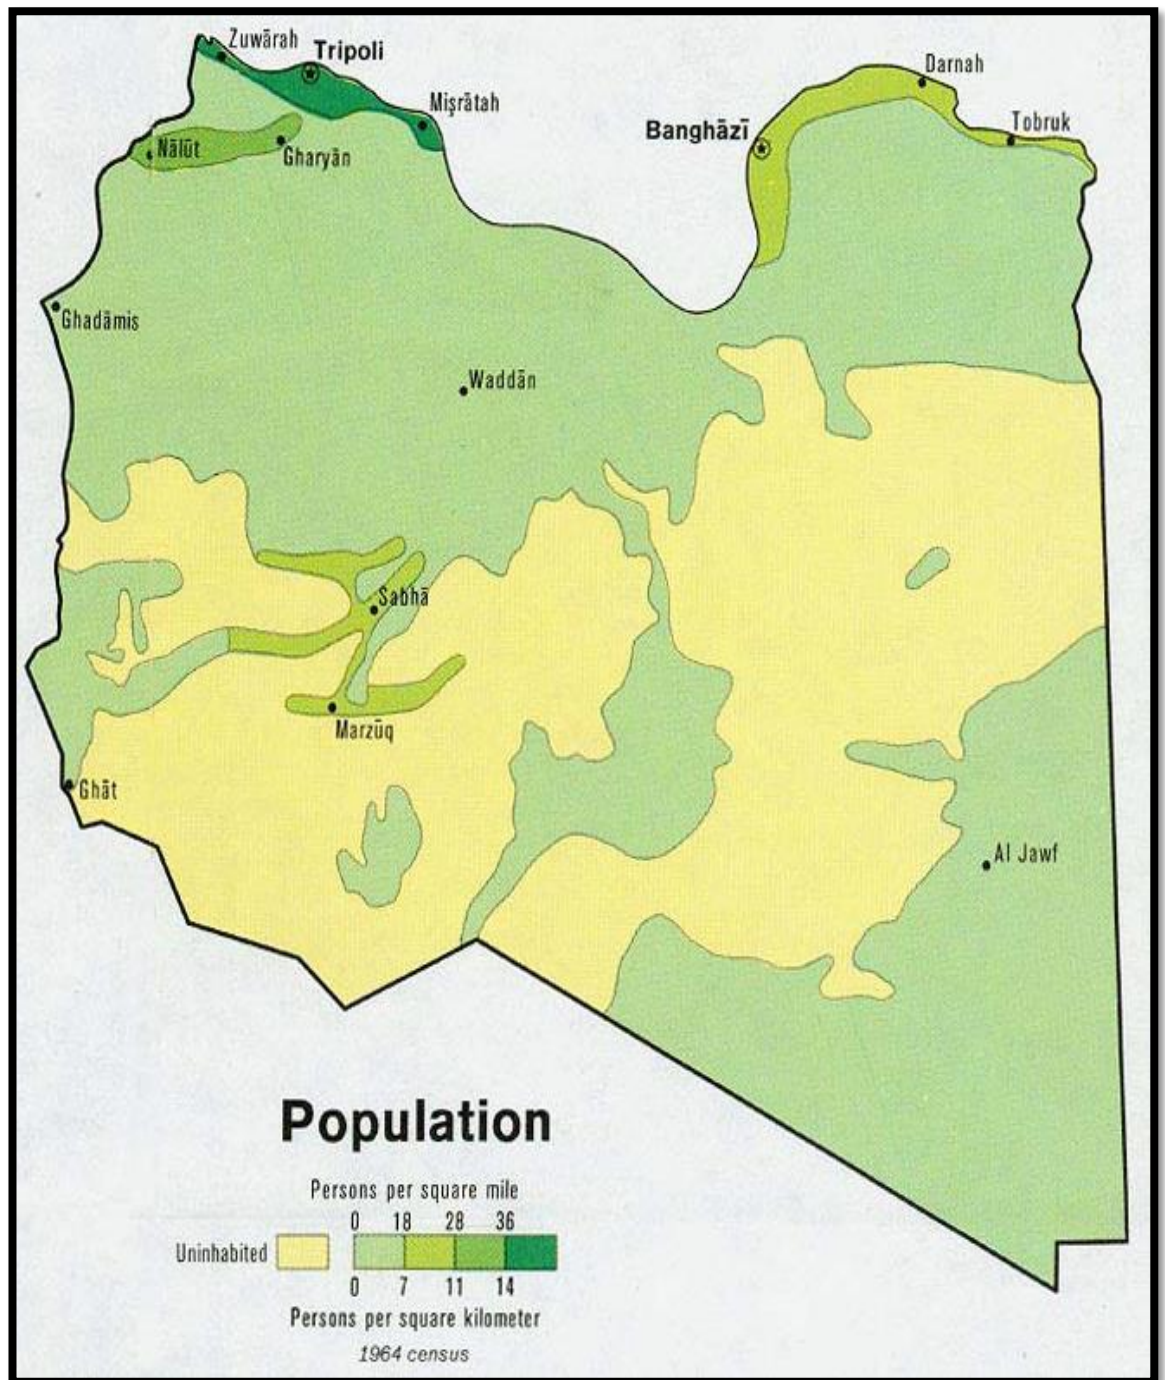 Zuwārah
Tripoli
Darnah
Miṣrātah
Tobruk
Banghāzī
Nālūt
Gharyān
Ghadāmis
Waddān
Sabhā
Marzūq
Ghāt
Al Jawf
Population
Persons per square mile
0 18 28 36
Uninhabited
0 7 11 14
Persons per square kilometer
1964 census